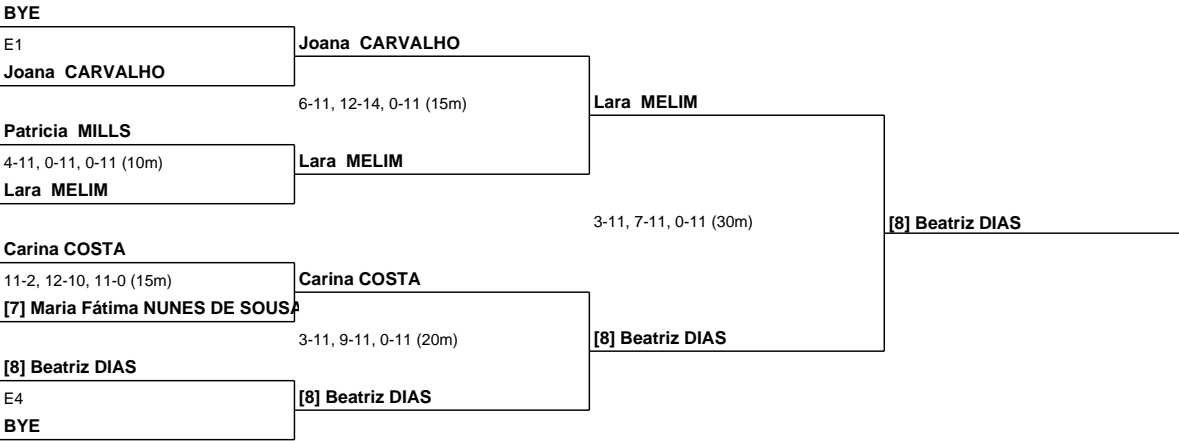 BYE
E1
Joana CARVALHO
Joana CARVALHO
6-11, 12-14, 0-11 (15m)
Lara MELIM
Patricia MILLS
4-11, 0-11, 0-11 (10m)
Lara MELIM
Lara MELIM
3-11, 7-11, 0-11 (30m)
[8] Beatriz DIAS
Carina COSTA
11-2, 12-10, 11-0 (15m)
Carina COSTA
[7] Maria Fátima NUNES DE SOUSA
3-11, 9-11, 0-11 (20m)
[8] Beatriz DIAS
[8] Beatriz DIAS
E4
[8] Beatriz DIAS
BYE